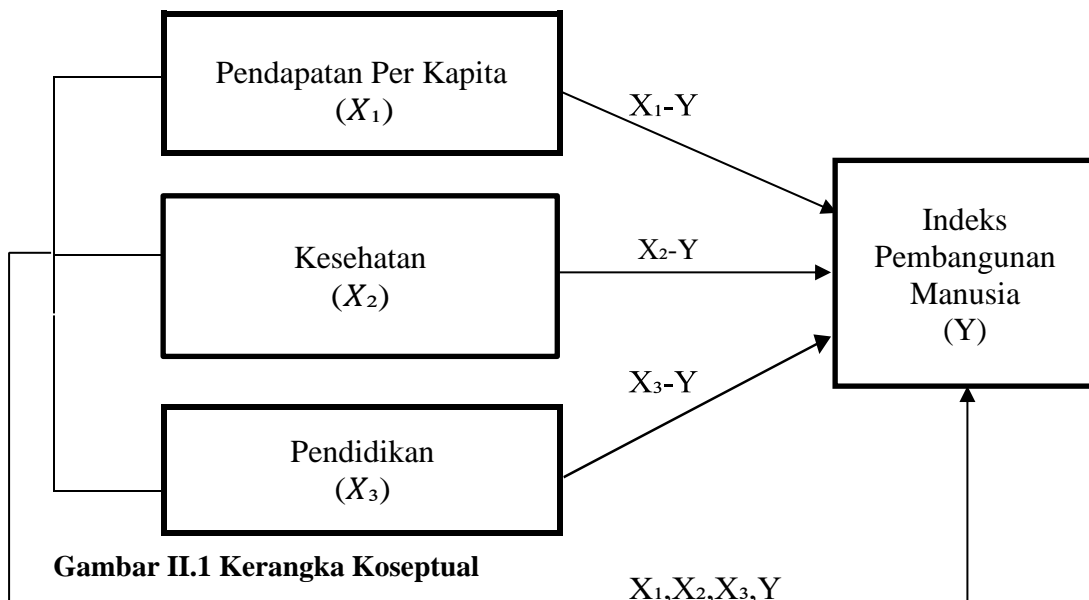 Pendapatan Per Kapita
(X₁)
X₁-Y
Kesehatan
(X₂)
X₂-Y
Indeks
Pembangunan
Manusia
(Y)
Pendidikan
(X₃)
X₃-Y
Gambar II.1 Kerangka Koseptual
X₁,X₂,X₃,Y